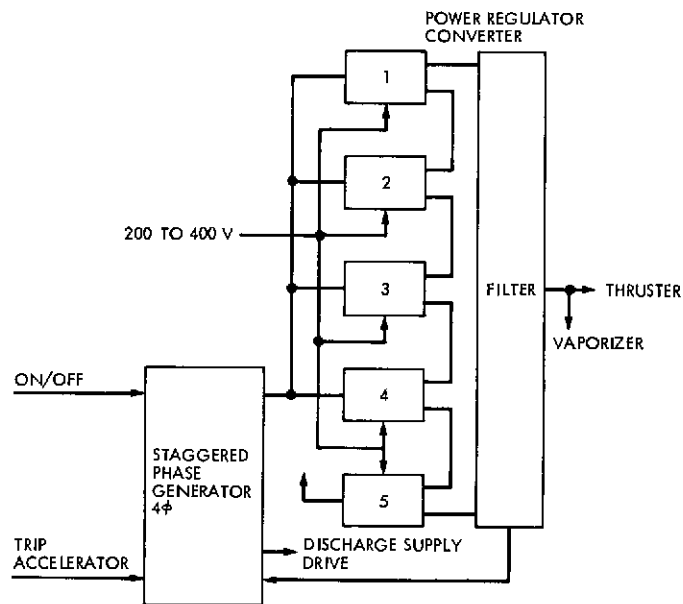 POWER REGULATOR
CONVERTER
1
2
200 TO 400 V
3
FILTER
THRUSTER
VAPORIZER
ON/OFF
4
STAGGERED
PHASE
GENERATOR
4ϕ
5
TRIP
ACCELERATOR
DISCHARGE SUPPLY
DRIVE